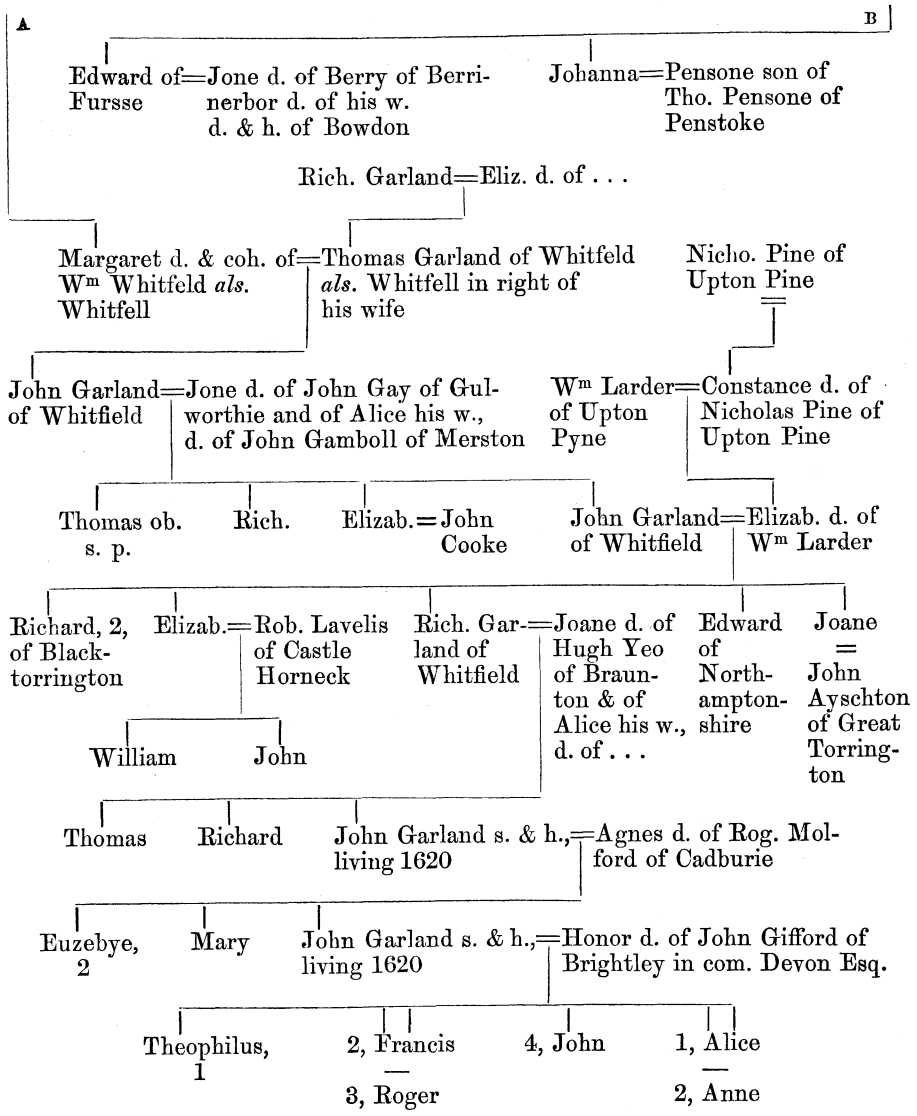 A
B
Edward of=Jone d. of Berry of Berri-
Fursse nerbor d. of his w.
d. & h. of Bowdon
Johanna=Pensone son of
Tho. Pensone of
Penstoke
Rich. Garland=Eliz. d. of . . .
Margaret d. & coh. of=Thomas Garland of Whitfeld
Wm Whitfeld als. als. Whitfell in right of
Whitfell his wife
Nicho. Pine of
Upton Pine
=
John Garland=Jone d. of John Gay of Gul-
of Whitfield worthie and of Alice his w.,
d. of John Gamboll of Merston
Wm Larder=Constance d. of
of Upton Nicholas Pine of
Pyne Upton Pine
Thomas ob.
s. p.
Rich.
Elizab.=John
Cooke
John Garland=Elizab. d. of
of Whitfield Wm Larder
Richard, 2,
of Black-
torrington
Elizab.=Rob. Lavelis
of Castle
Horneck
Rich. Gar-=Joane d. of
land of Hugh Yeo
Whitfield of Braun-
ton & of
Alice his w.,
d. of . . .
Edward
of
North-
ampton-
shire
Joane
=
John
Ayschton
of Great
Torring-
ton
William
John
Thomas
Richard
John Garland s. & h.,=Agnes d. of Rog. Mol-
living 1620 ford of Cadburie
Euzebye,
2
Mary
John Garland s. & h.,=Honor d. of John Gifford of
living 1620 Brightley in com. Devon Esq.
Theophilus,
1
2, Francis
—
3, Roger
4, John
1, Alice
—
2, Anne